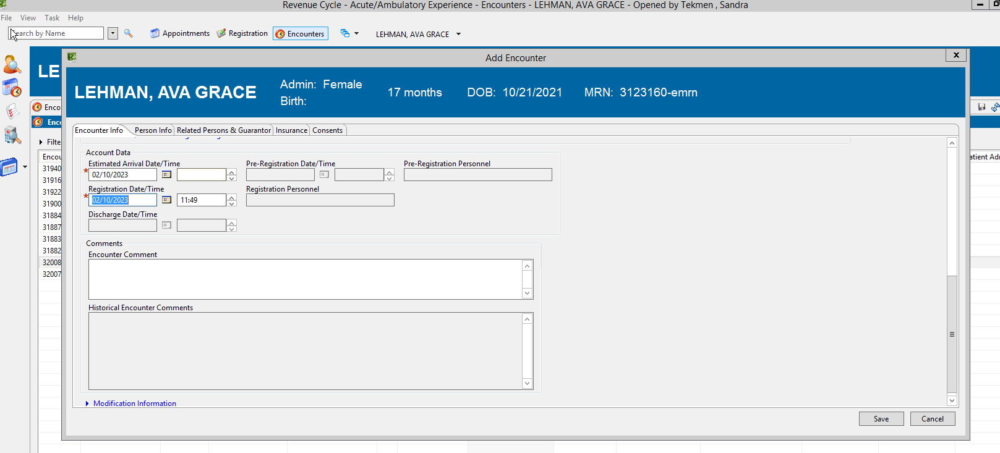 Revenue Cycle - Acute/Ambulatory Experience - Encounters - LEHMAN, AVA GRACE - Opened by Tekmen , Sandra
File View Task Help
Search by Name Appointments Registration Encounters LEHMAN, AVA GRACE
LE
Add Encounter
LEHMAN, AVA GRACE Admin: Female 17 months DOB: 10/21/2021 MRN: 3123160-emrn
Birth:
Enco
Enco
Encounter Info Person Info Related Persons & Guarantor Insurance Consents
Filte
Encou
atient Adr
31940
31916
31922
31900
31884
31887
31883
31882
32008
32007
Account Data
Estimated Arrival Date/Time Pre-Registration Date/Time Pre-Registration Personnel
* 02/10/2023
Registration Date/Time Registration Personnel
* 02/10/2023 11:49
Discharge Date/Time
Comments
Encounter Comment
Historical Encounter Comments
Modification Information
Save Cancel